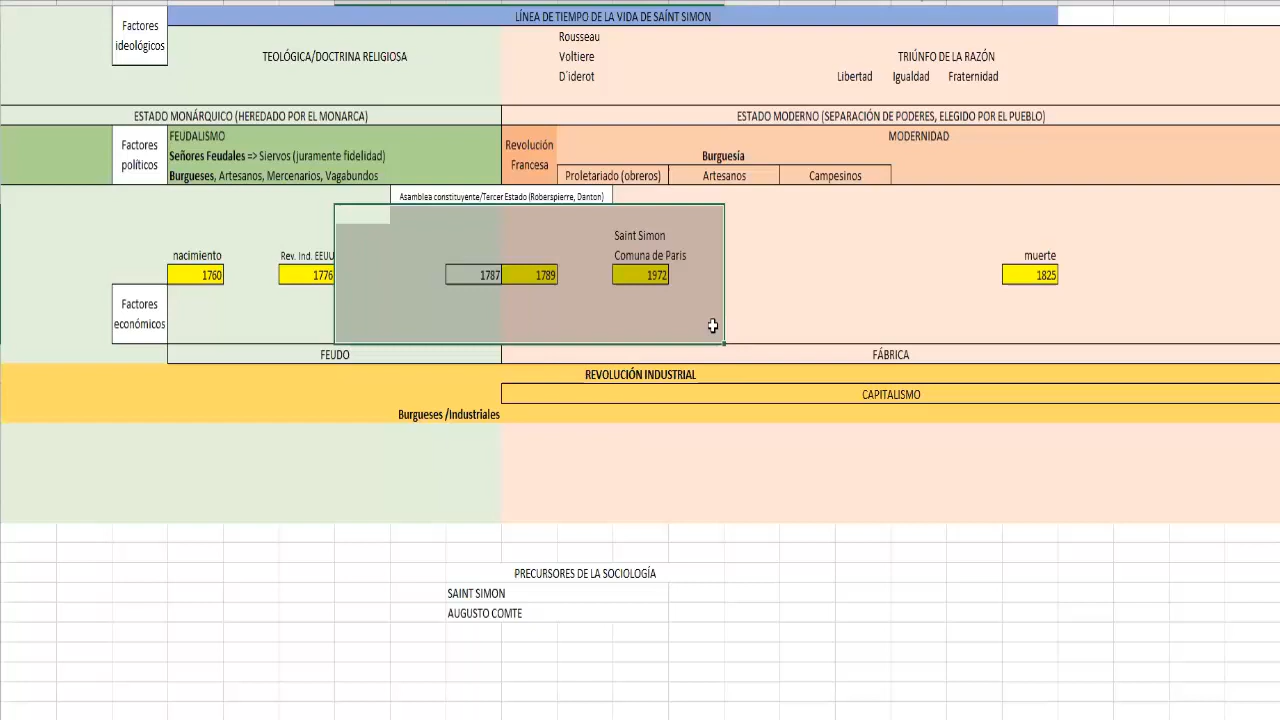 Factores
ideológicos
LÍNEA DE TIEMPO DE LA VIDA DE SAÍNT SIMON
TEOLÓGICA/DOCTRINA RELIGIOSA
Rousseau
Voltiere
D´iderot
TRIÚNFO DE LA RAZÓN
Libertad Igualdad Fraternidad
ESTADO MONÁRQUICO (HEREDADO POR EL MONARCA)
ESTADO MODERNO (SEPARACIÓN DE PODERES, ELEGIDO POR EL PUEBLO)
Factores
políticos
FEUDALISMO
Señores Feudales => Siervos (juramente fidelidad)
Burgueses, Artesanos, Mercenarios, Vagabundos
Revolución
Francesa
MODERNIDAD
Burguesía
Proletariado (obreros) Artesanos Campesinos
Asamblea constituyente/Tercer Estado (Roberspierre, Danton)
Saint Simon
nacimiento Rev. Ind. EEUU Comuna de Paris muerte
1760 1776 1787 1789 1972 1825
Factores
económicos
FEUDO FÁBRICA
REVOLUCIÓN INDUSTRIAL
CAPITALISMO
Burgueses /Industriales
PRECURSORES DE LA SOCIOLOGÍA
SAINT SIMON
AUGUSTO COMTE